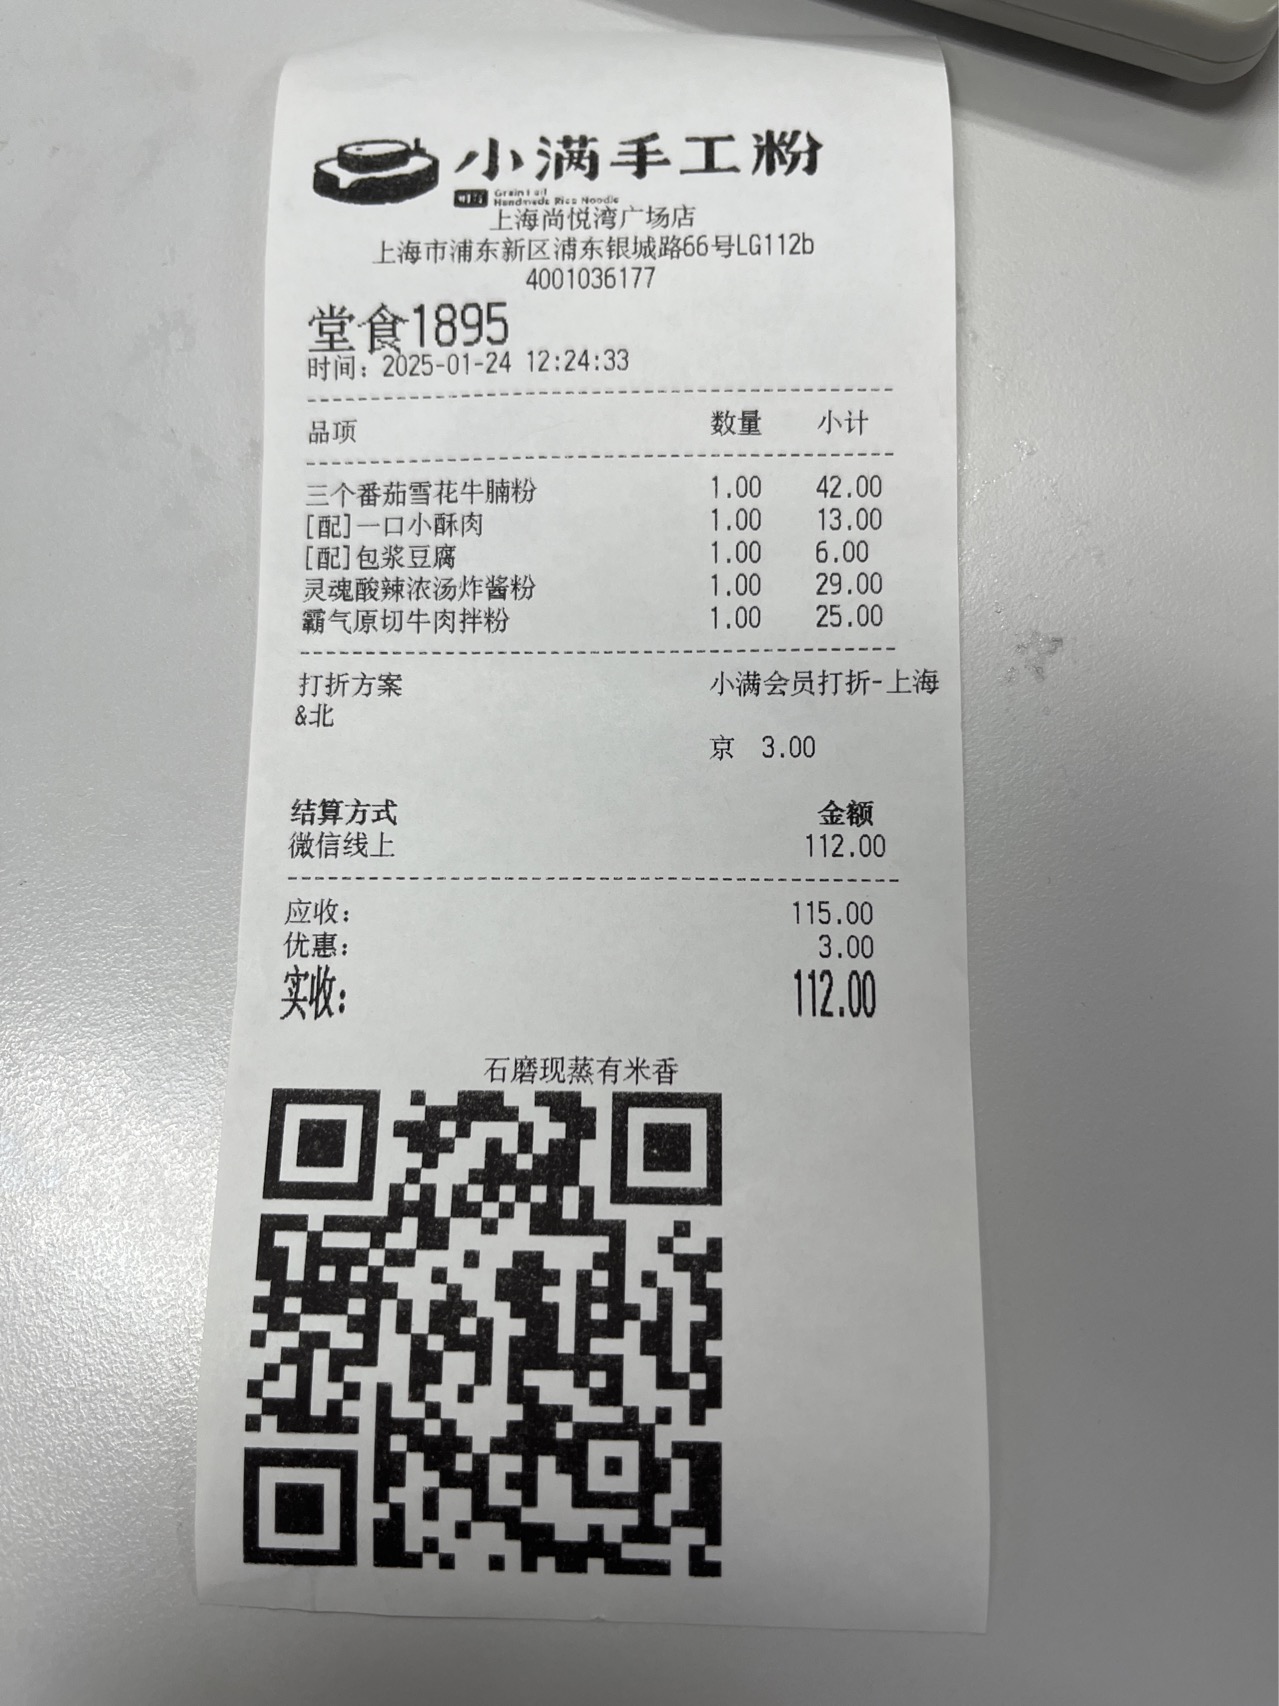 小满手工粉
Handmade Rice Noodle
上海尚悦湾广场店
上海市浦东新区浦东银城路66号LG112b
4001036177
堂食1895
时间：2025-01-24 12:24:33
品项 数量 小计
三个番茄雪花牛腩粉 1.00 42.00
[配]一口小酥肉 1.00 13.00
[配]包浆豆腐 1.00 6.00
灵魂酸辣浓汤炸酱粉 1.00 29.00
霸气原切牛肉拌粉 1.00 25.00
打折方案 小满会员打折-上海
&北
京 3.00
结算方式 金额
微信线上 112.00
应收： 115.00
优惠： 3.00
实收： 112.00
石磨现蒸有米香